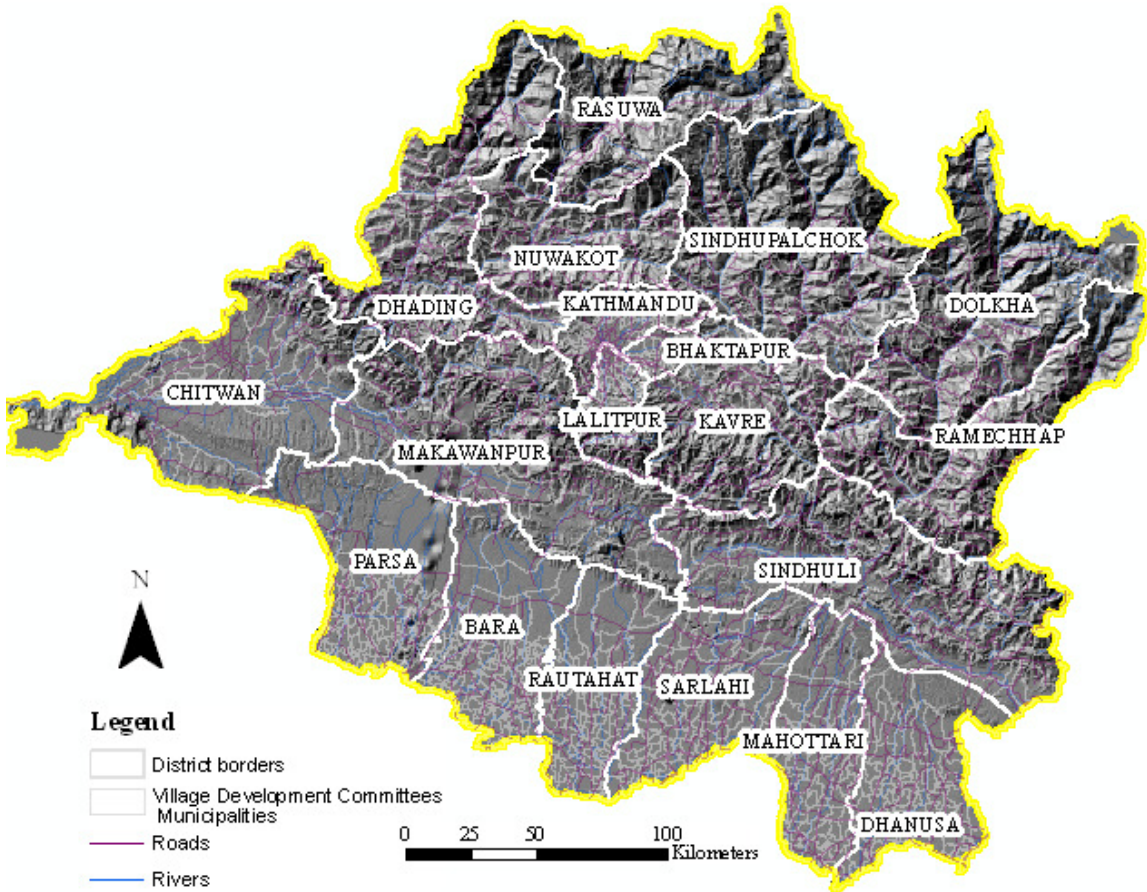 RASUWA
SINDHUPALCHOK
NUWAKOT
DHADING
KATHMANDU
DOLKHA
BHAKTAPUR
CHITWAN
LALITPUR
KAVRE
RAMECHHAP
MAKAWANPUR
PARSA
SINDHULI
BARA
RAUTAHAT
SARLAHI
MAHOTTARI
DHANUSA
N
Legend
District borders
Village Development Committees
Municipalities
Roads
Rivers
0 25 50 100
Kilometers